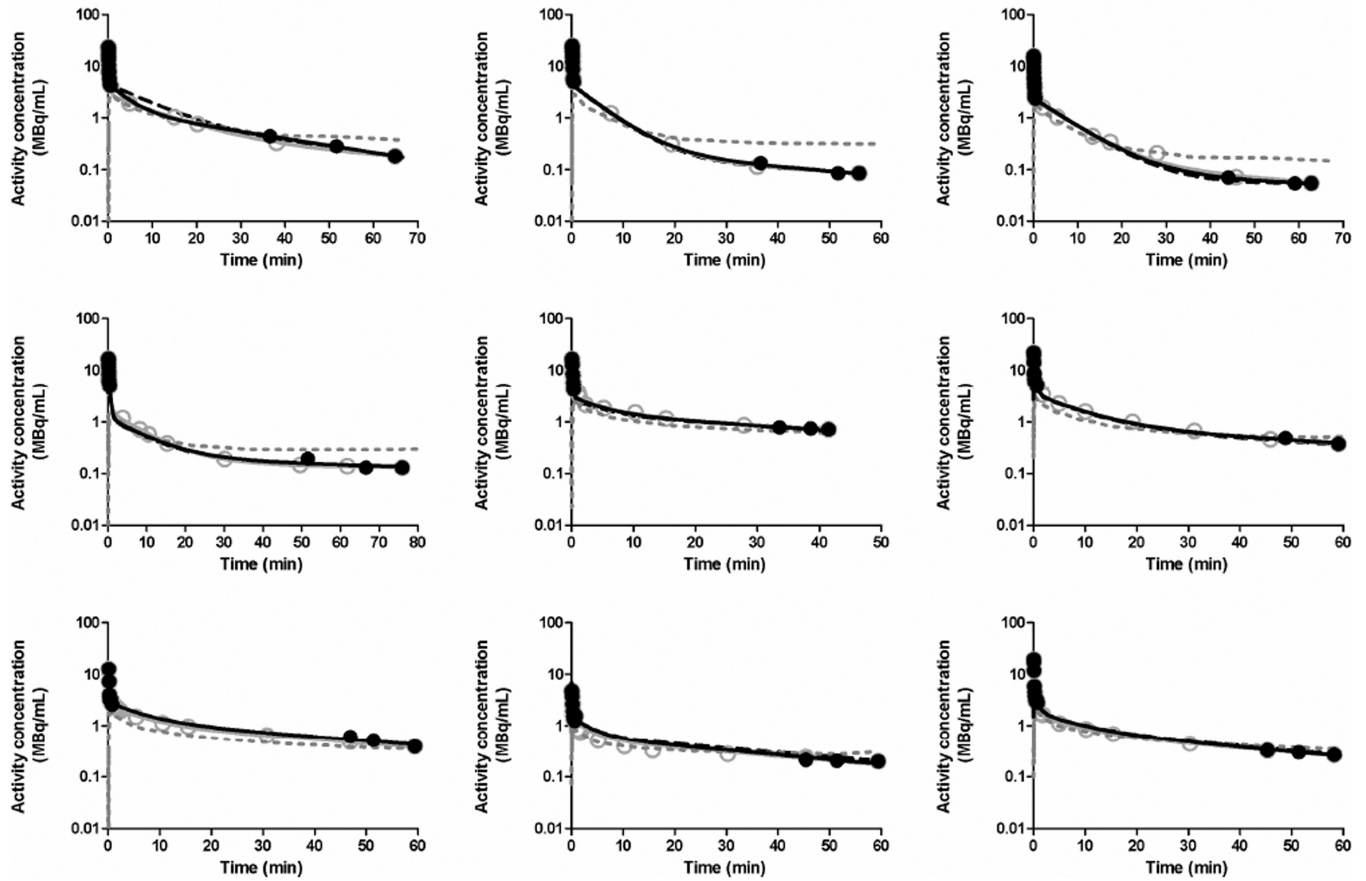 Activity concentration
(MBq/mL)
100
10
1
0.1
0.01
0 10 20 30 40 50 60 70
Time (min)
Activity concentration
(MBq/mL)
100
10
1
0.1
0.01
0 10 20 30 40 50 60
Time (min)
Activity concentration
(MBq/mL)
100
10
1
0.1
0.01
0 10 20 30 40 50 60 70
Time (min)
Activity concentration
(MBq/mL)
100
10
1
0.1
0.01
0 10 20 30 40 50 60 70 80
Time (min)
Activity concentration
(MBq/mL)
100
10
1
0.1
0.01
0 10 20 30 40 50
Time (min)
Activity concentration
(MBq/mL)
100
10
1
0.1
0.01
0 10 20 30 40 50 60
Time (min)
Activity concentration
(MBq/mL)
100
10
1
0.1
0.01
0 10 20 30 40 50 60
Time (min)
Activity concentration
(MBq/mL)
100
10
1
0.1
0.01
0 10 20 30 40 50 60
Time (min)
Activity concentration
(MBq/mL)
100
10
1
0.1
0.01
0 10 20 30 40 50 60
Time (min)